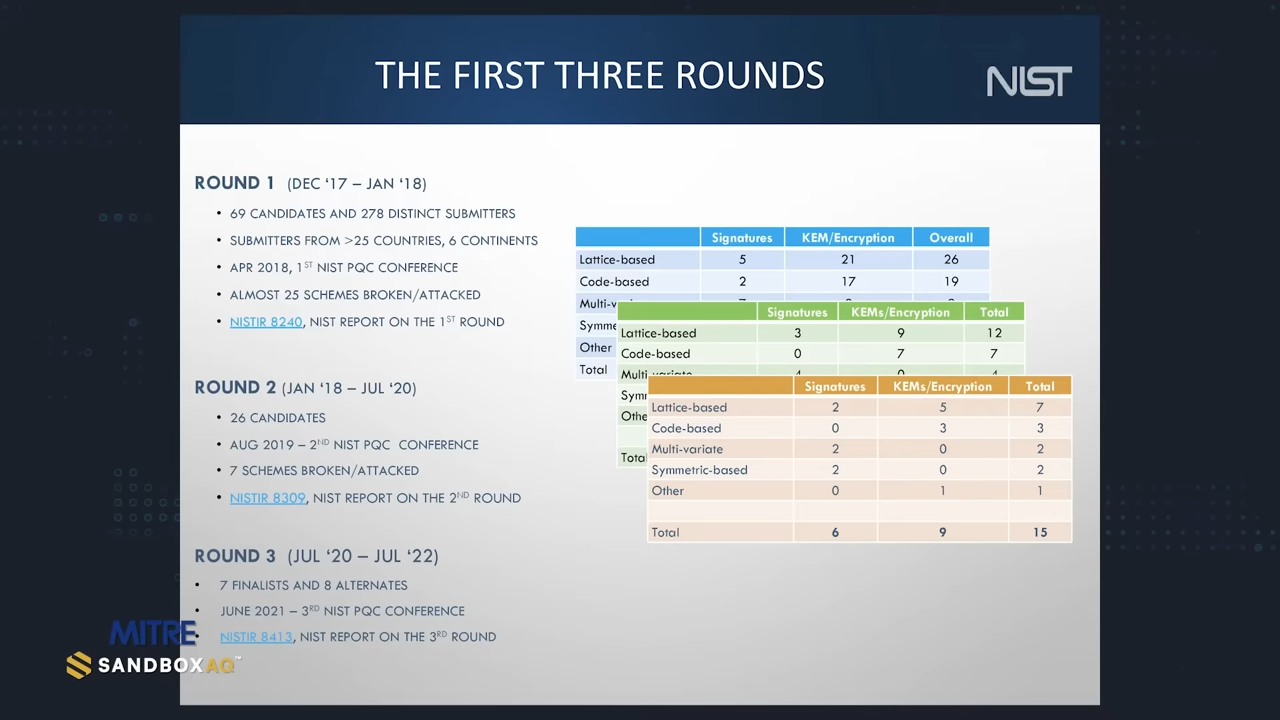 THE FIRST THREE ROUNDS
NIST
ROUND 1 (DEC ‘17 – JAN ‘18)
• 69 CANDIDATES AND 278 DISTINCT SUBMITTERS
• SUBMITTERS FROM >25 COUNTRIES, 6 CONTINENTS
• APR 2018, 1ST NIST PQC CONFERENCE
• ALMOST 25 SCHEMES BROKEN/ATTACKED
• NISTIR 8240, NIST REPORT ON THE 1ST ROUND
ROUND 2 (JAN ‘18 – JUL ‘20)
• 26 CANDIDATES
• AUG 2019 – 2ND NIST PQC CONFERENCE
• 7 SCHEMES BROKEN/ATTACKED
• NISTIR 8309, NIST REPORT ON THE 2ND ROUND
ROUND 3 (JUL ‘20 – JUL ‘22)
• 7 FINALISTS AND 8 ALTERNATES
• JUNE 2021 – 3RD NIST PQC CONFERENCE
• NISTIR 8413, NIST REPORT ON THE 3RD ROUND
Signatures KEM/Encryption Overall
Lattice-based 5 21 26
Code-based 2 17 19
Other
Total
Signatures KEMs/Encryption Total
Lattice-based 3 9 12
Code-based 0 7 7
Multi-variate
Signatures KEMs/Encryption Total
Lattice-based 2 5 7
Code-based 0 3 3
Multi-variate 2 0 2
Symmetric-based 2 0 2
Other 0 1 1
Total 6 9 15
MITRE
SANDBOXAQ™